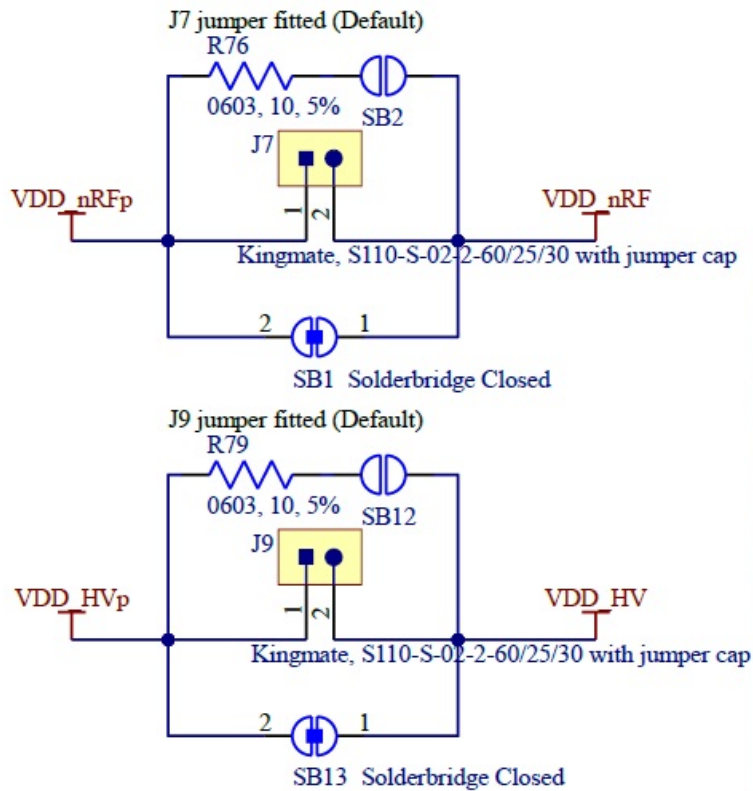 J7 jumper fitted (Default)
R76
0603, 10, 5%
SB2
J7
VDD_nRFp
VDD_nRF
1
2
Kingmate, S110-S-02-2-60/25/30 with jumper cap
2
1
SB1 Solderbridge Closed
J9 jumper fitted (Default)
R79
0603, 10, 5%
SB12
J9
VDD_HVp
VDD_HV
1
2
Kingmate, S110-S-02-2-60/25/30 with jumper cap
2
1
SB13 Solderbridge Closed